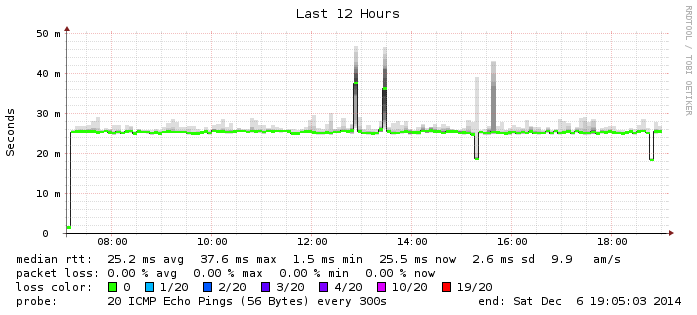 Last 12 Hours
RRDTOOL / TOBI OETIKER
Seconds
50 m
40 m
30 m
20 m
10 m
0
08:00 10:00 12:00 14:00 16:00 18:00
median rtt: 25.2 ms avg 37.6 ms max 1.5 ms min 25.5 ms now 2.6 ms sd 9.9 am/s
packet loss: 0.00 % avg 0.00 % max 0.00 % min 0.00 % now
loss color: 0 1/20 2/20 3/20 4/20 10/20 19/20
probe: 20 ICMP Echo Pings (56 Bytes) every 300s end: Sat Dec 6 19:05:03 2014